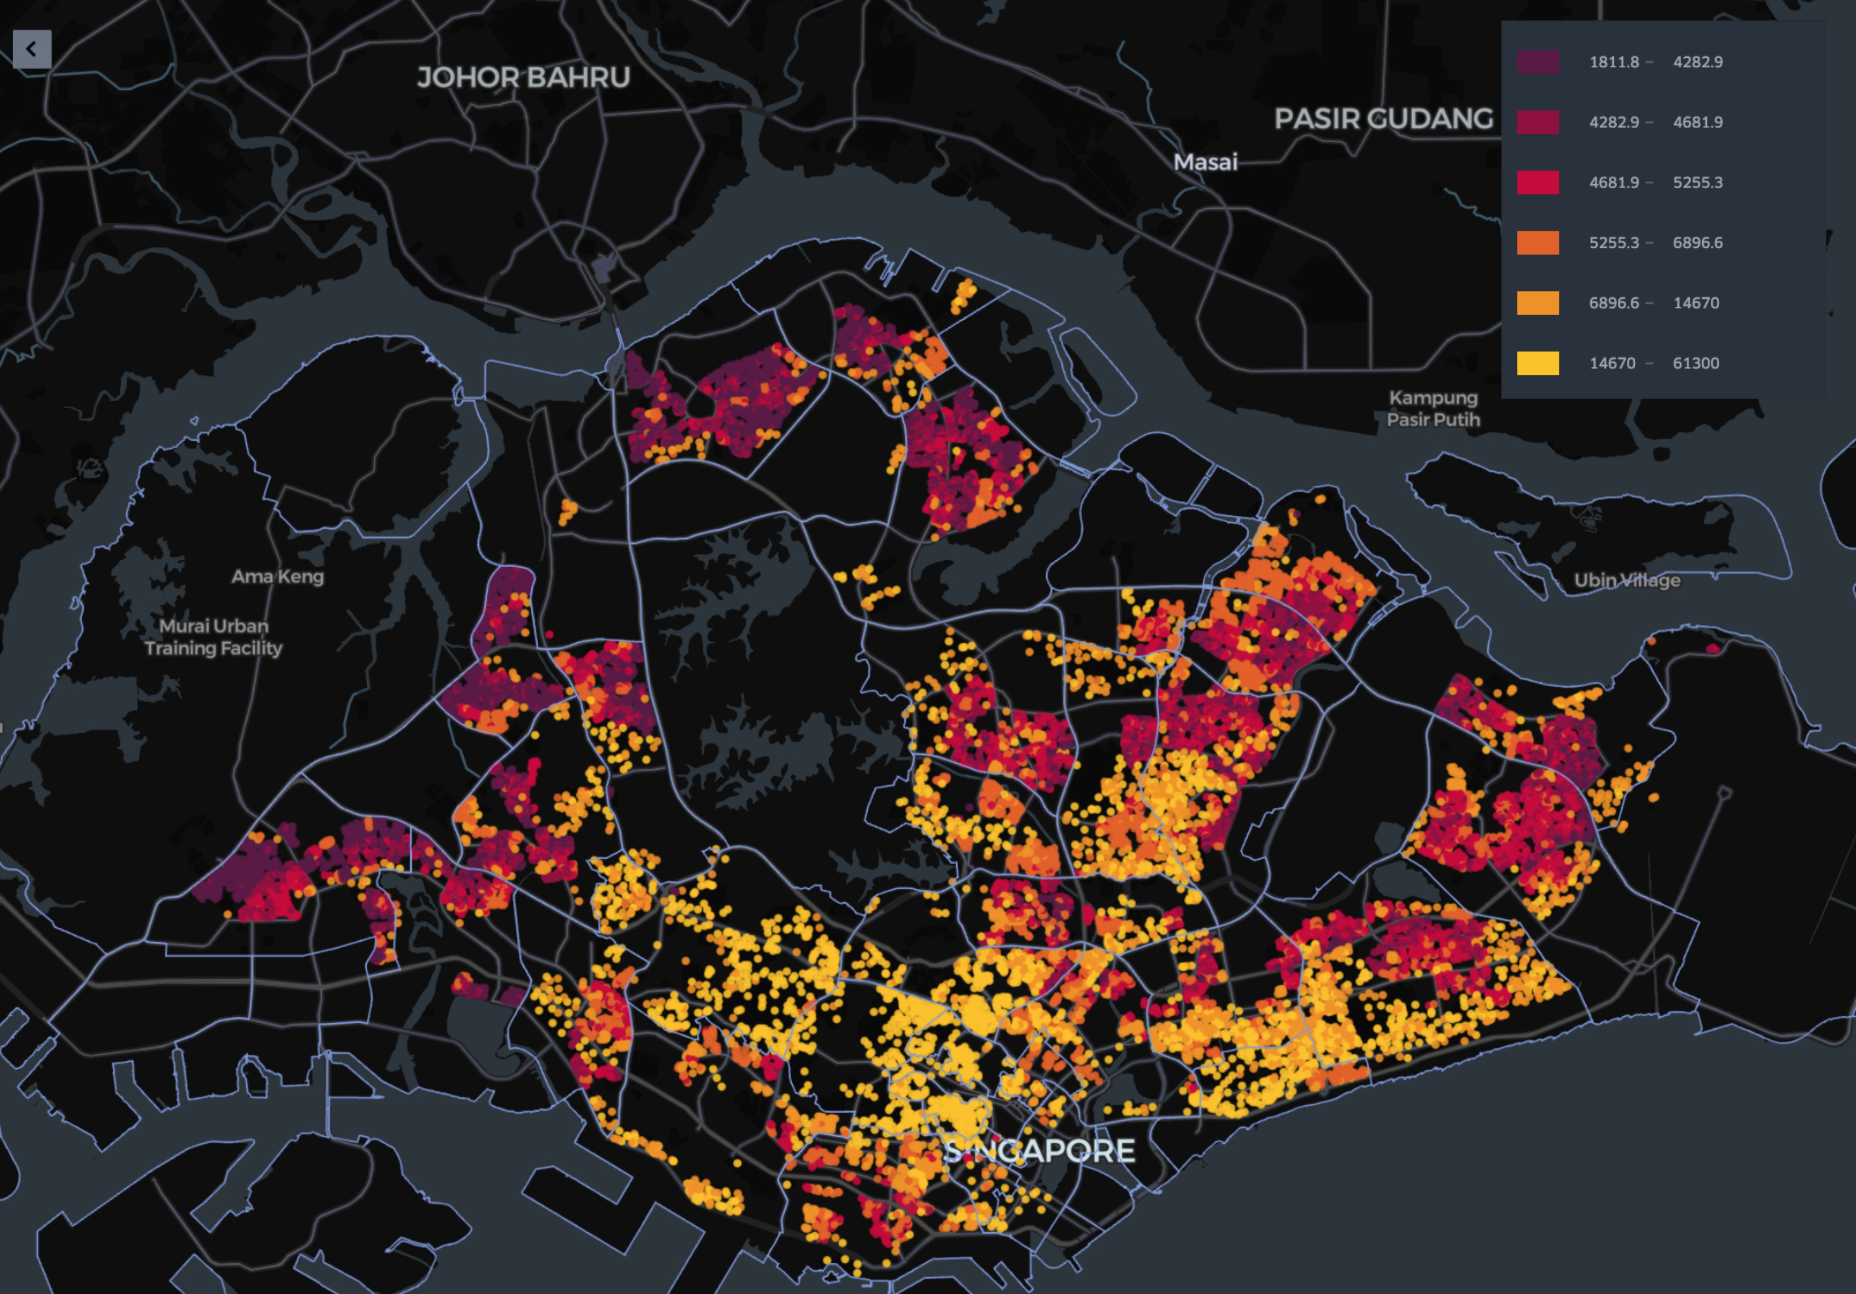 JOHOR BAHRU
PASIR GUDANG
Masai
1811.8 – 4282.9
4282.9 – 4681.9
4681.9 – 5255.3
5255.3 – 6896.6
6896.6 – 14670
14670 – 61300
Kampung
Pasir Putih
Ama Keng
Ubin Village
Murai Urban
Training Facility
SINGAPORE